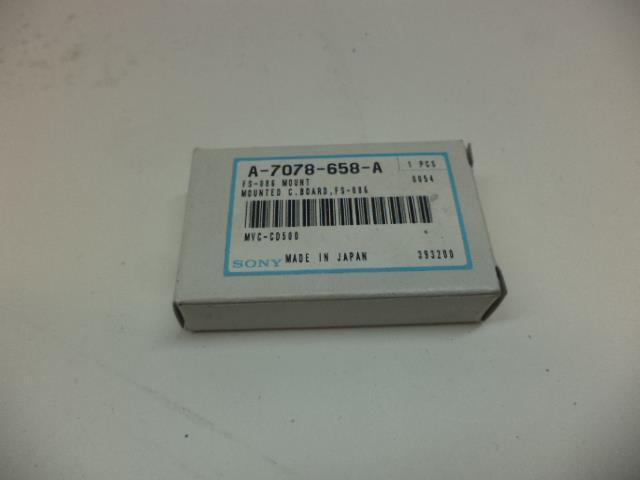 A-7078-658-A 1 PCS
FS-086 MOUNT 0054
MOUNTED C.BOARD,FS-086
MVC-CD500
SONY MADE IN JAPAN 393200